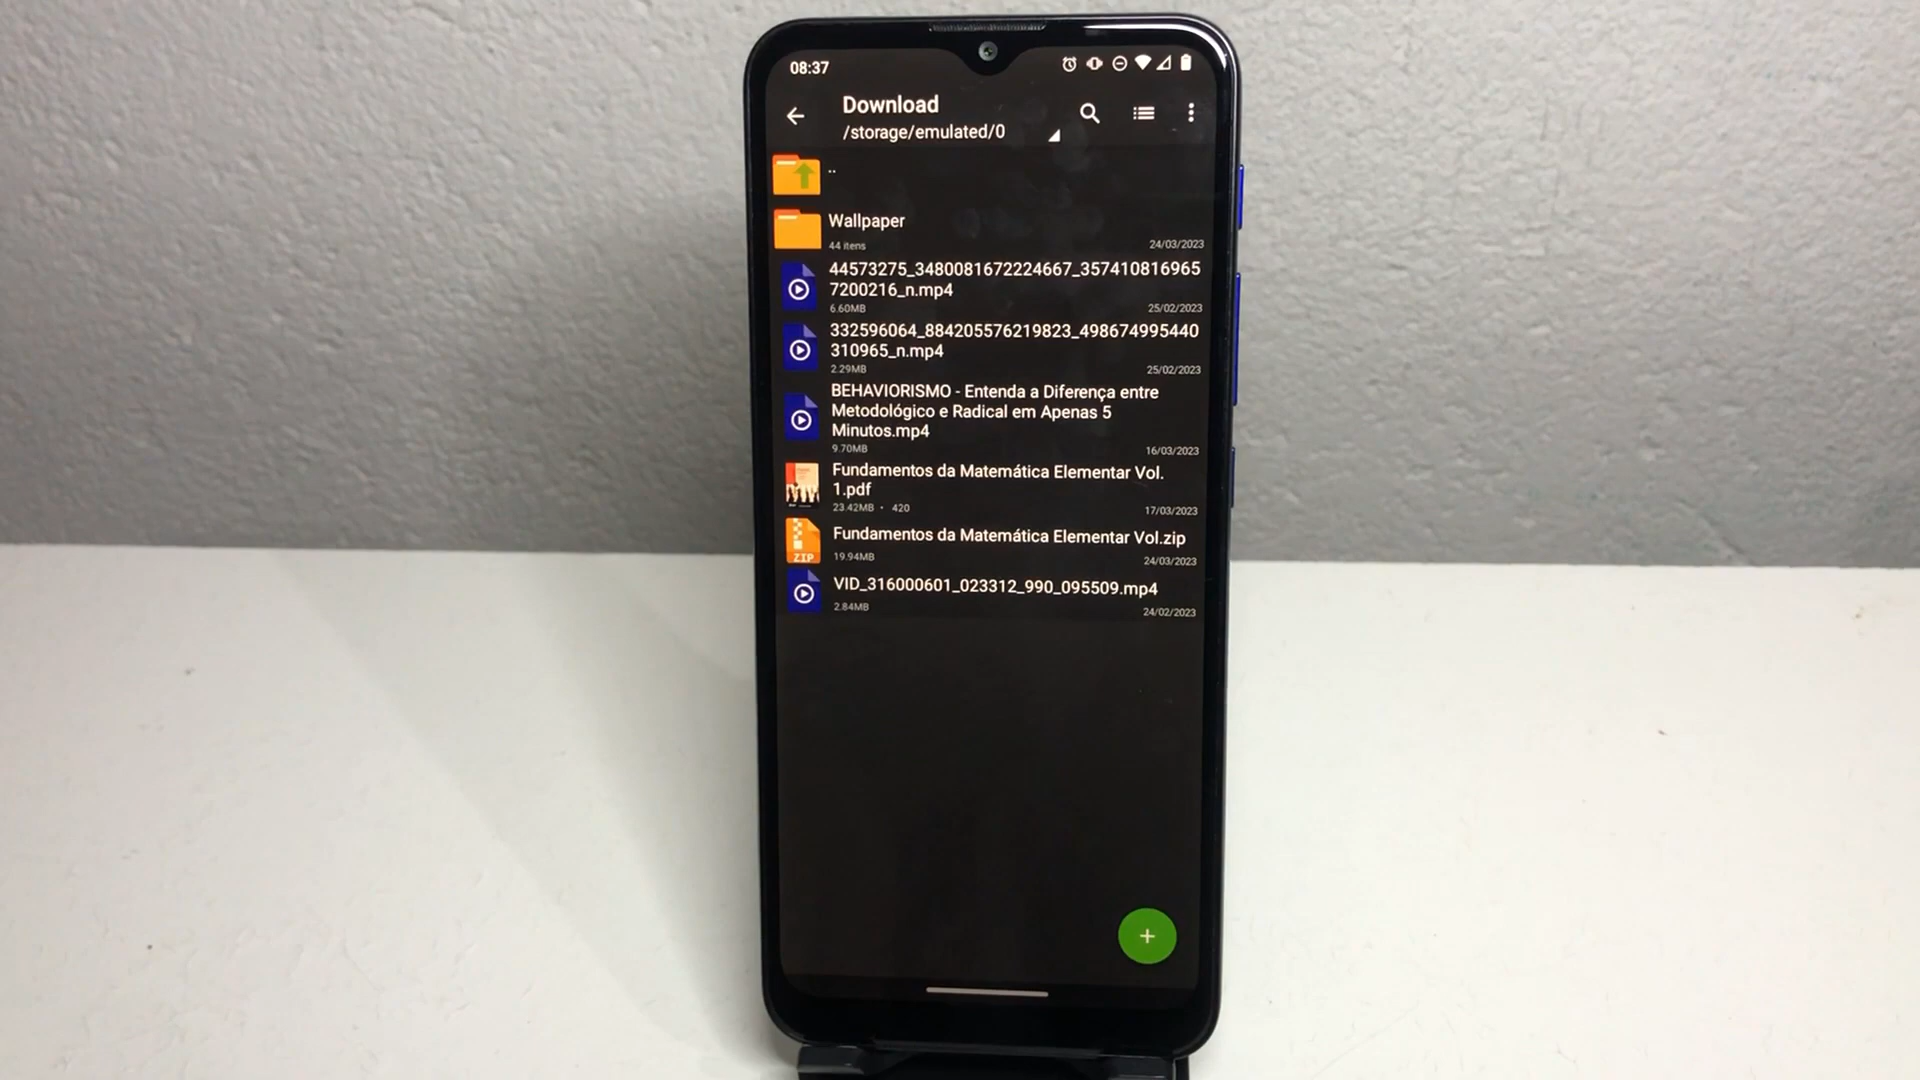 08:37
Download
/storage/emulated/0
..
Wallpaper
44 itens
24/03/2023
44573275_3480081672224667_357410816965
7200216_n.mp4
6.60MB
25/02/2023
332596064_884205576219823_498674995440
310965_n.mp4
2.29MB
25/02/2023
BEHAVIORISMO - Entenda a Diferença entre
Metodológico e Radical em Apenas 5
Minutos.mp4
9.70MB
16/03/2023
Fundamentos da Matemática Elementar Vol.
1.pdf
23.42MB · 420
17/03/2023
ZIP
Fundamentos da Matemática Elementar Vol.zip
19.94MB
24/03/2023
VID_316000601_023312_990_095509.mp4
2.84MB
24/02/2023